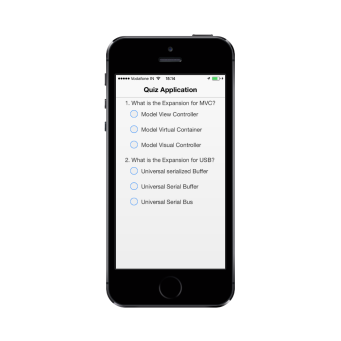 Vodafone IN 18:14
Quiz Application
1. What is the Expansion for MVC?
Model View Controller
Model Virtual Container
Model Visual Controller
2. What is the Expansion for USB?
Universal serialized Buffer
Universal Serial Buffer
Universal Serial Bus